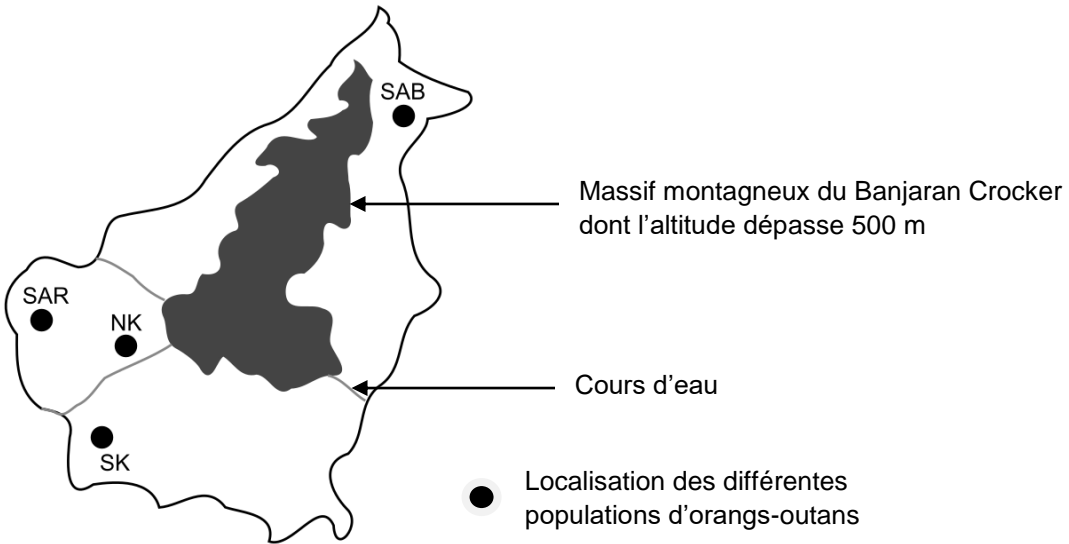 SAB
Massif montagneux du Banjaran Crocker
dont l’altitude dépasse 500 m
SAR
NK
Cours d’eau
SK
Localisation des différentes
populations d’orangs-outans